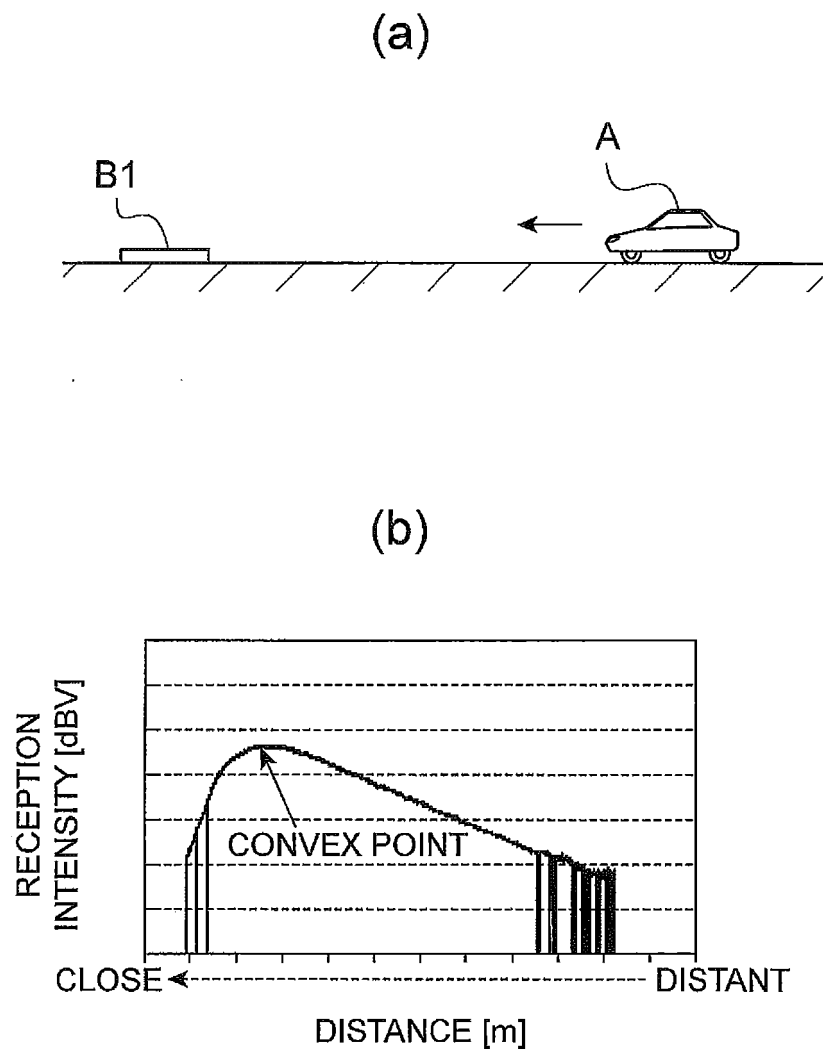 (a)
A
B1
(b)
RECEPTION
INTENSITY [dBV]
CONVEX POINT
CLOSE
DISTANT
DISTANCE [m]